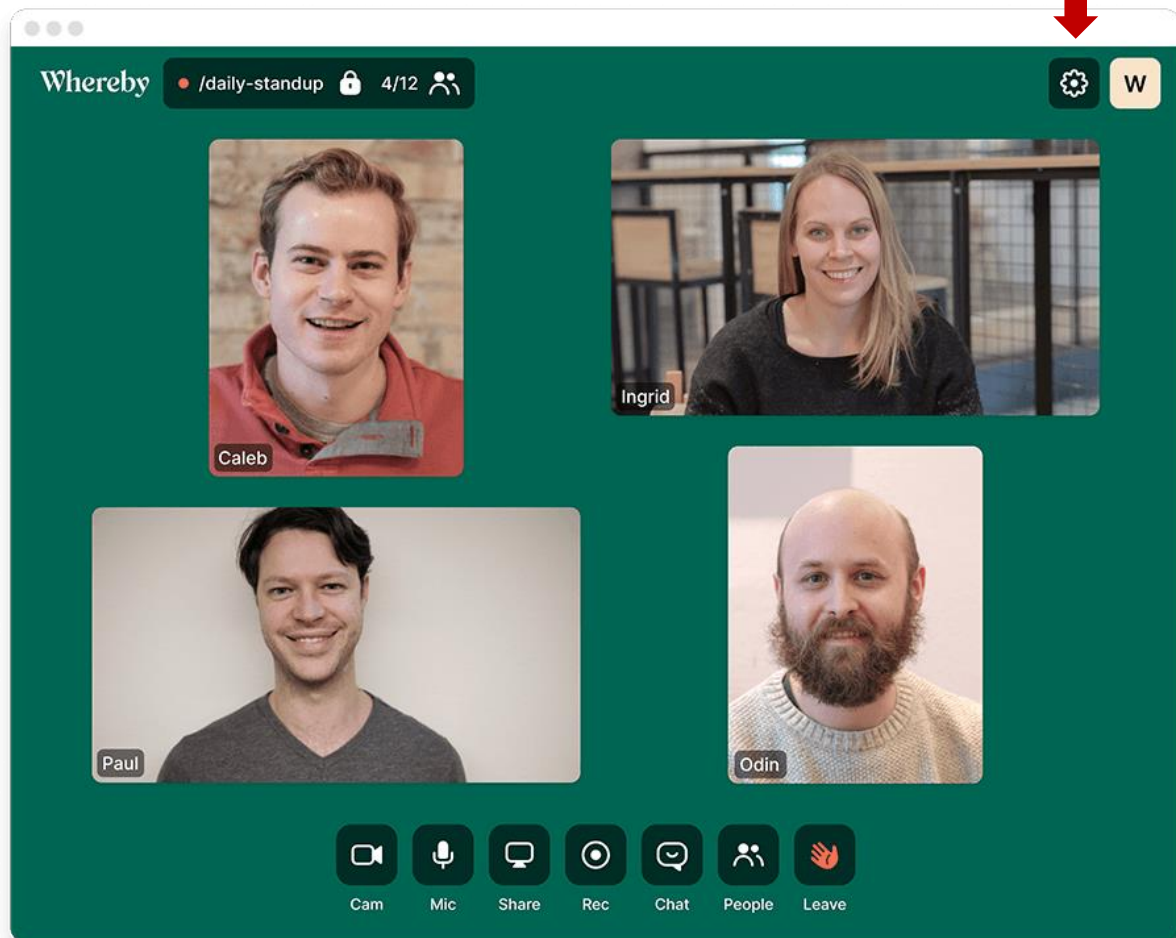 Whereby
/daily-standup 4/12
W
Caleb
Ingrid
Paul
Odin
Cam Mic Share Rec Chat People Leave